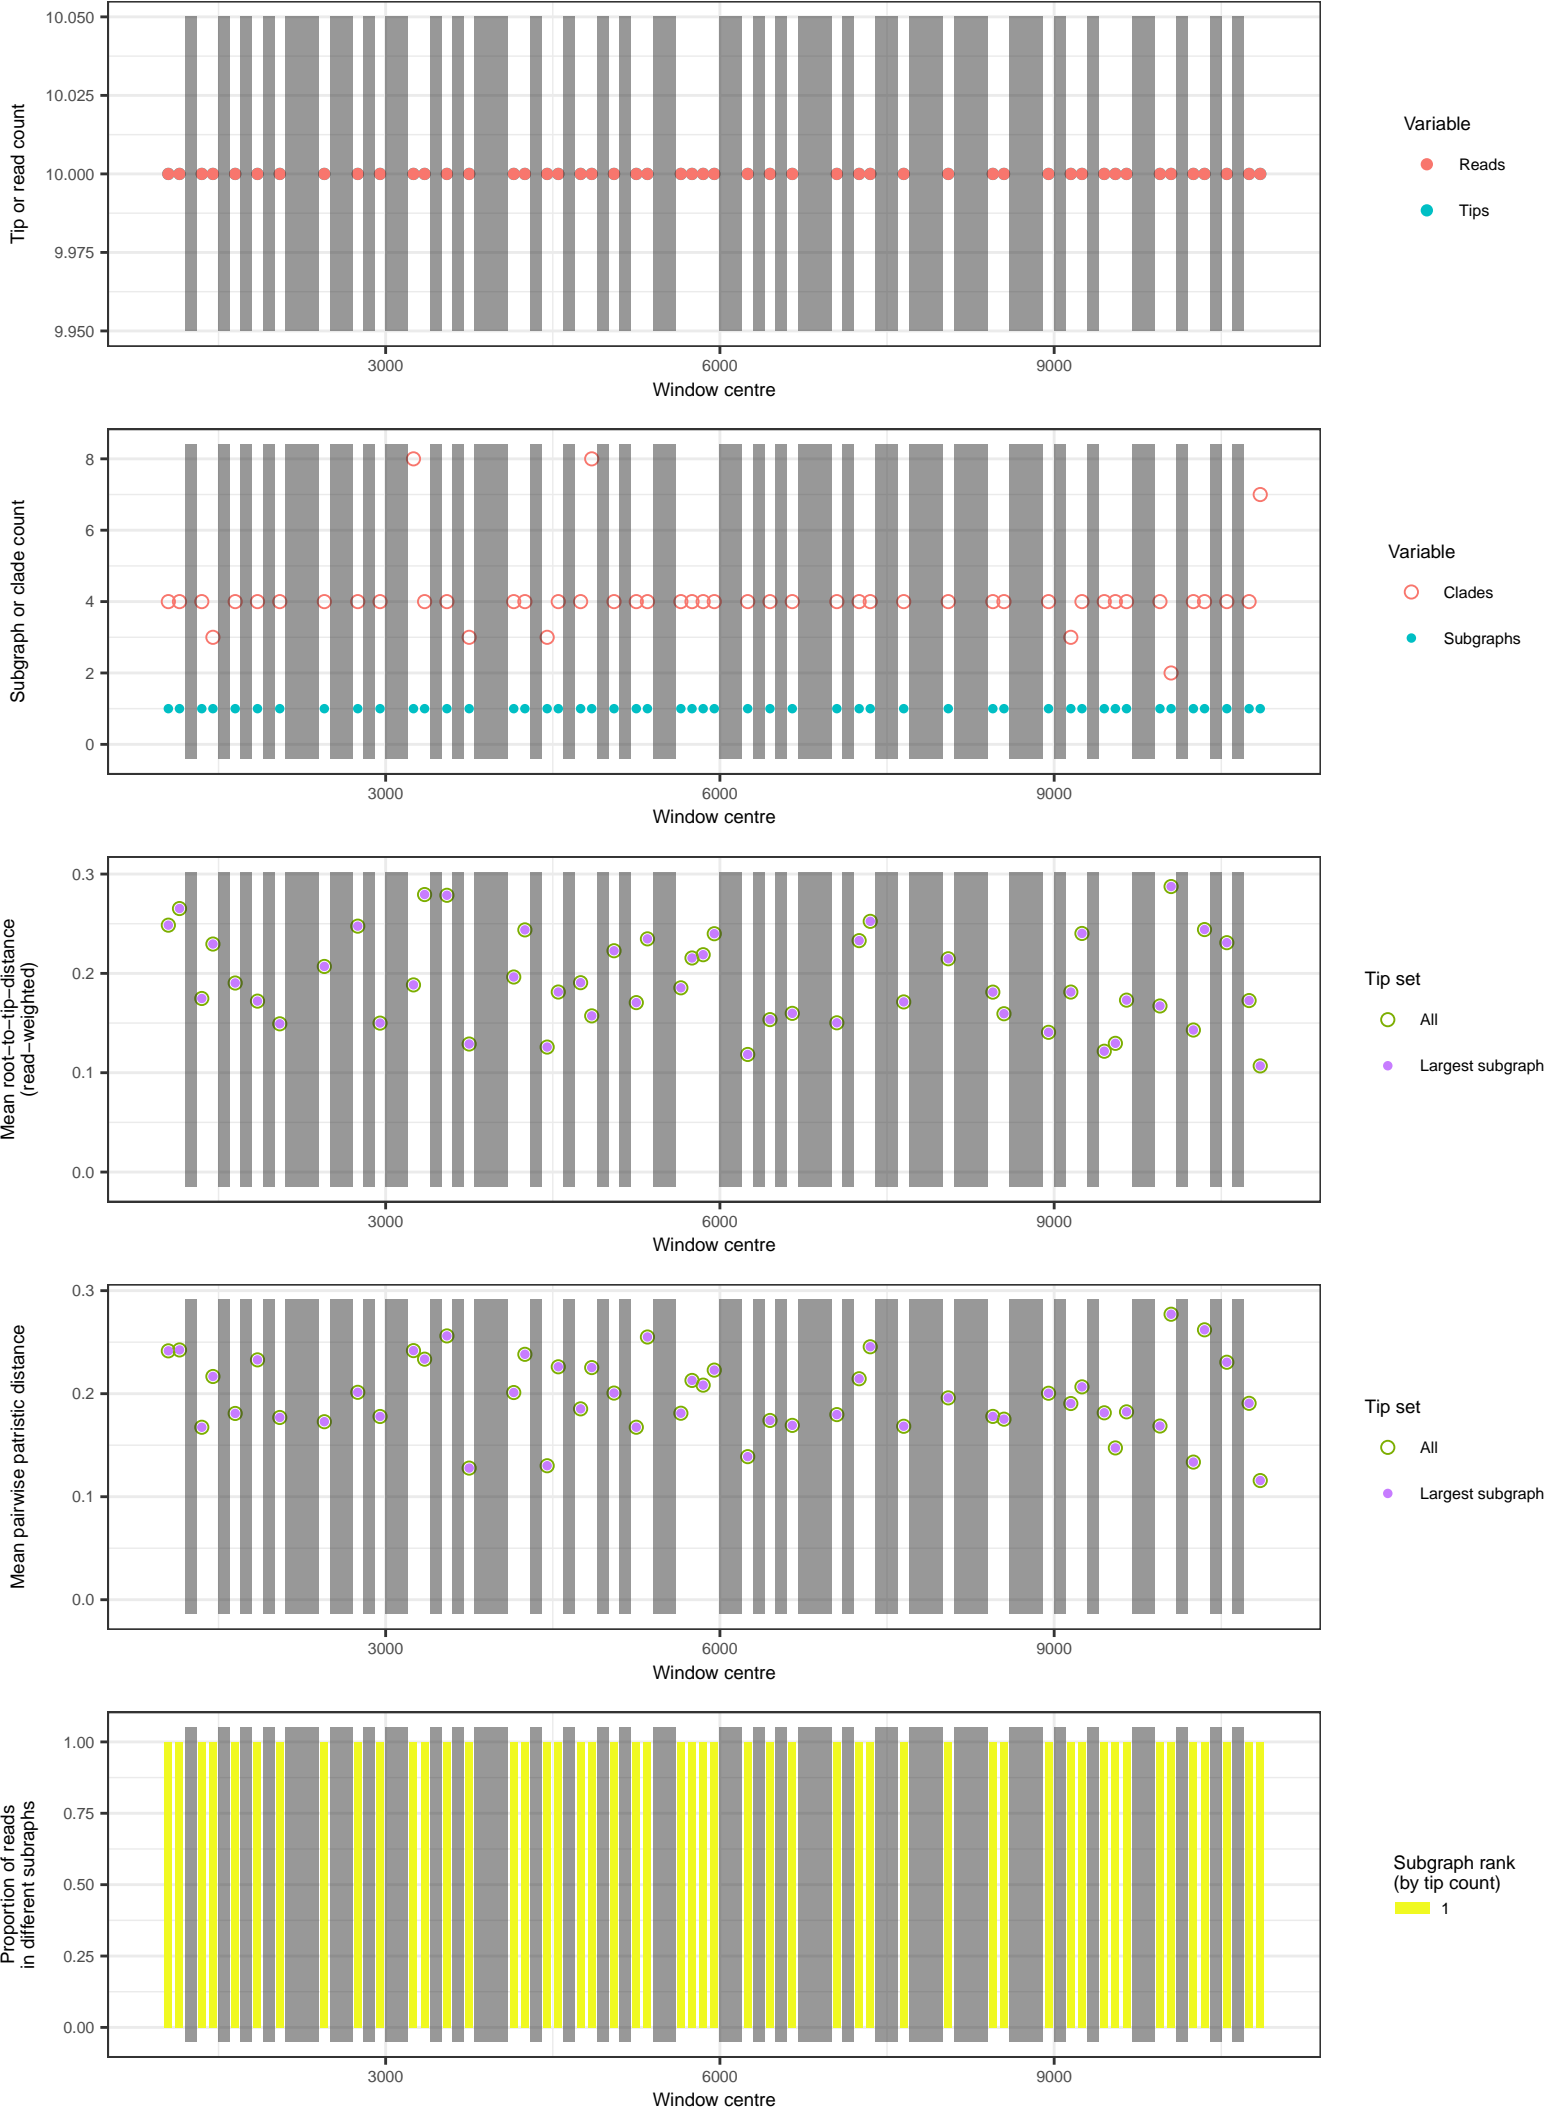 10.050
10.025
10.000
9.975
9.950
Tip or read count
3000
6000
9000
Window centre
Variable
Reads
Tips
8
6
4
2
0
Subgraph or clade count
3000
6000
9000
Window centre
Variable
Clades
Subgraphs
0.3
0.2
0.1
0.0
Mean root−to−tip−distance
(read−weighted)
3000
6000
9000
Window centre
Tip set
All
Largest subgraph
0.3
0.2
0.1
0.0
Mean pairwise patristic distance
3000
6000
9000
Window centre
Tip set
All
Largest subgraph
1.00
0.75
0.50
0.25
0.00
Proportion of reads
in different subraphs
3000
6000
9000
Window centre
Subgraph rank
(by tip count)
1